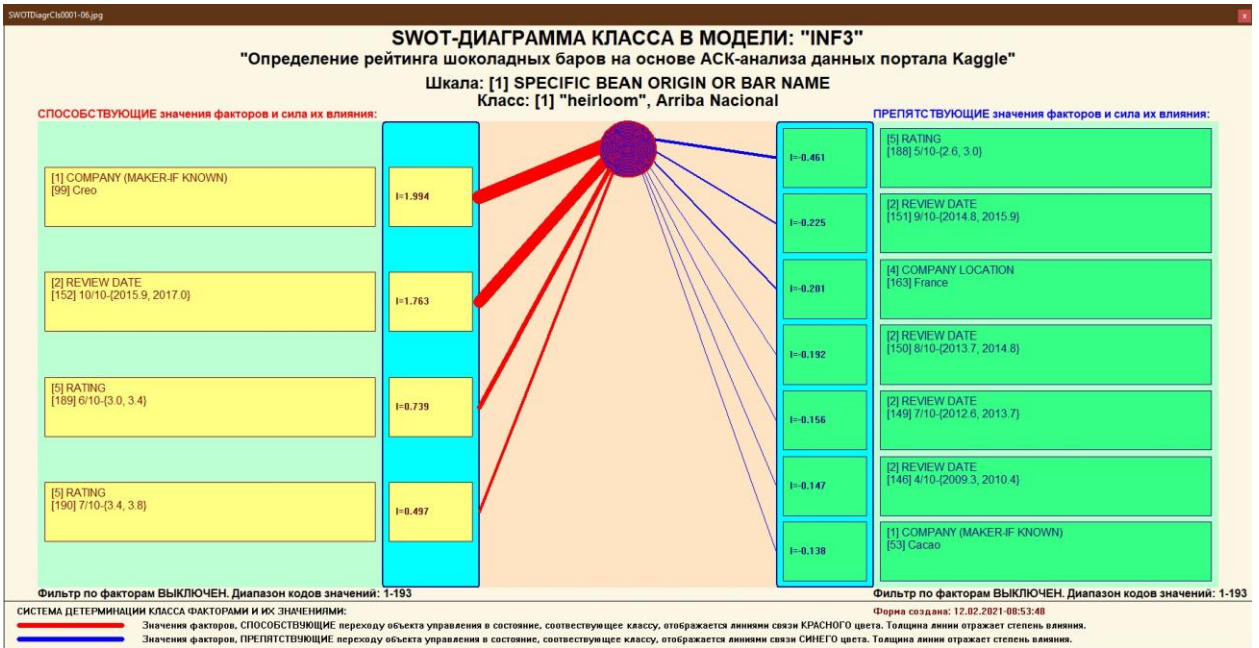 SWOTDiagrCls0001-06.jpg
x
SWOT-ДИАГРАММА КЛАССА В МОДЕЛИ: "INF3"
"Определение рейтинга шоколадных баров на основе АСК-анализа данных портала Kaggle"
Шкала: [1] SPECIFIC BEAN ORIGIN OR BAR NAME
Класс: [1] "heirloom", Arriba Nacional
СПОСОБСТВУЮЩИЕ значения факторов и сила их влияния:
[1] COMPANY (MAKER-IF KNOWN)
[99] Creo
I=1.994
[2] REVIEW DATE
[152] 10/10-{2015.9, 2017.0}
I=1.763
[5] RATING
[189] 6/10-{3.0, 3.4}
I=0.739
[5] RATING
[190] 7/10-{3.4, 3.8}
I=0.497
Фильтр по факторам ВЫКЛЮЧЕН. Диапазон кодов значений: 1-193
ПРЕПЯТСТВУЮЩИЕ значения факторов и сила их влияния:
I=-0.461
[5] RATING
[188] 5/10-{2.6, 3.0}
I=-0.225
[2] REVIEW DATE
[151] 9/10-{2014.8, 2015.9}
I=-0.201
[4] COMPANY LOCATION
[163] France
I=-0.192
[2] REVIEW DATE
[150] 8/10-{2013.7, 2014.8}
I=-0.156
[2] REVIEW DATE
[149] 7/10-{2012.6, 2013.7}
I=-0.147
[2] REVIEW DATE
[146] 4/10-{2009.3, 2010.4}
I=-0.138
[1] COMPANY (MAKER-IF KNOWN)
[53] Cacao
Фильтр по факторам ВЫКЛЮЧЕН. Диапазон кодов значений: 1-193
СИСТЕМА ДЕТЕРМИНАЦИИ КЛАССА ФАКТОРАМИ И ИХ ЗНАЧЕНИЯМИ:
Форма создана: 12.02.2021-08:53:48
Значения факторов, СПОСОБСТВУЮЩИЕ переходу объекта управления в состояние, соответствующее классу, отображается линиями связи КРАСНОГО цвета. Толщина линии отражает степень влияния.
Значения факторов, ПРЕПЯТСТВУЮЩИЕ переходу объекта управления в состояние, соотвествующее классу, отображается линиями связи СИНЕГО цвета. Толщина линии отражает степень влияния.